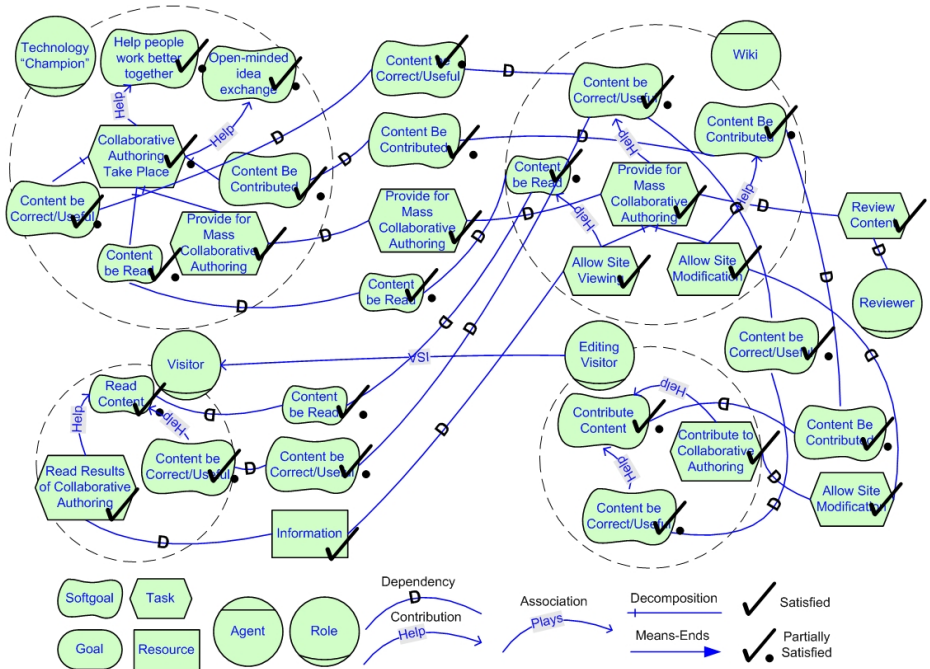 Technology
“Champion”
Help people
work better
together
Open-minded
idea
exchange
Help
Help
Collaborative
Authoring
Take Place
Content be
Correct/Useful
Content Be
Contributed
Provide for
Mass
Collaborative
Authoring
Content
be Read
D
D
D
D
Content be
Correct/Useful
Content Be
Contributed
Provide for
Mass
Collaborative
Authoring
Content
be Read
D
D
D
D
Wiki
Content be
Correct/Useful
Content Be
Contributed
Content
be Read
Provide for
Mass
Collaborative
Authoring
Help
Help
Help
Allow Site
Viewing
Allow Site
Modification
D
D
Review
Content
D
Reviewer
D
D
D
D
D
Visitor
ISA
Editing
Visitor
Read
Content
Help
Help
Read Results
of Collaborative
Authoring
Content be
Correct/Useful
D
D
D
Content
be Read
Content be
Correct/Useful
Information
Contribute
Content
Help
Help
Contribute to
Collaborative
Authoring
Content be
Correct/Useful
D
D
D
Content be
Correct/Useful
Content Be
Contributed
Allow Site
Modification
Softgoal
Task
Goal
Resource
Agent
Role
Dependency
D
Contribution
Help
Association
Plays
Decomposition
Means-Ends
Satisfied
Partially
Satisfied